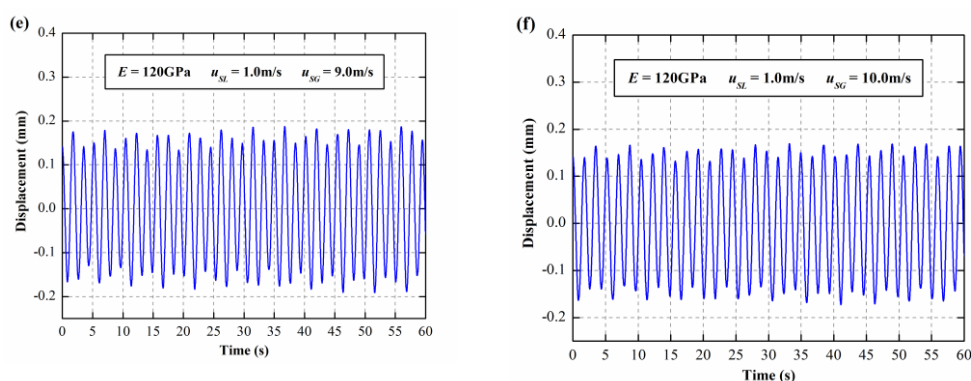 (e)
0.4
0.3
E = 120GPa u_SL = 1.0m/s u_SG = 9.0m/s
0.2
0.1
0.0
-0.1
-0.2
Displacement (mm)
0 5 10 15 20 25 30 35 40 45 50 55 60
Time (s)
(f)
0.4
0.3
E = 120GPa u_SL = 1.0m/s u_SG = 10.0m/s
0.2
0.1
0.0
-0.1
-0.2
Displacement (mm)
0 5 10 15 20 25 30 35 40 45 50 55 60
Time (s)